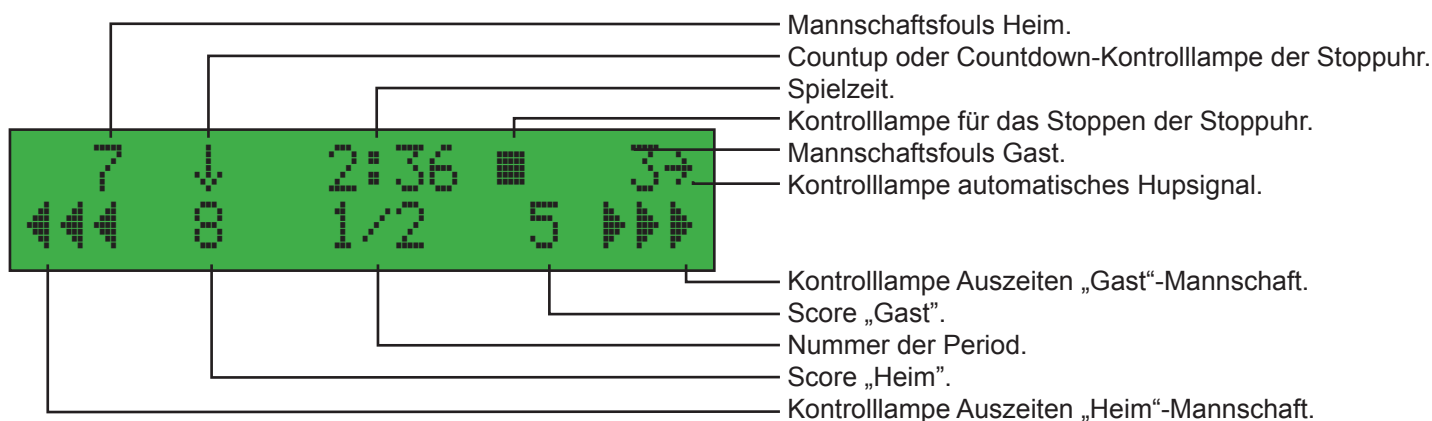 Mannschaftsfouls Heim.
Countup oder Countdown-Kontrolllampe der Stoppuhr.
Spielzeit.
Kontrolllampe für das Stoppen der Stoppuhr.
Mannschaftsfouls Gast.
Kontrolllampe automatisches Hupsignal.
7 ↓ 2:36 ■ 3→
◀◀◀ 8 1/2 5 ▶▶▶
Kontrolllampe Auszeiten „Gast“-Mannschaft.
Score „Gast”.
Nummer der Period.
Score „Heim”.
Kontrolllampe Auszeiten „Heim“-Mannschaft.